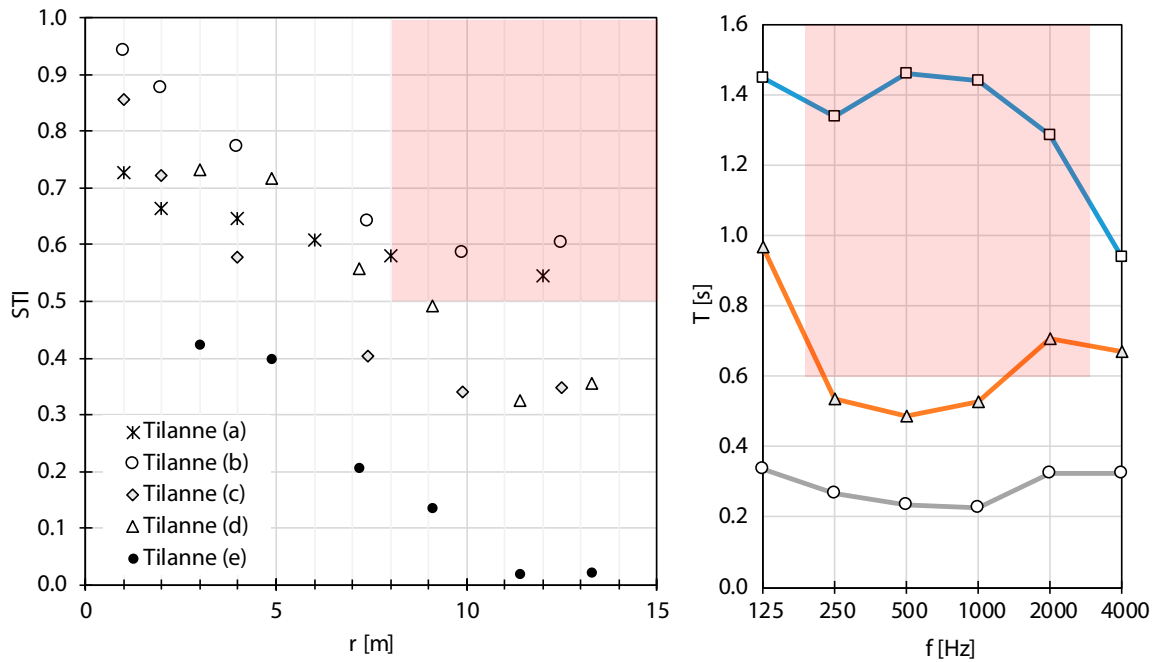 1.0
0.9
0.8
0.7
0.6
0.5
0.4
0.3
0.2
0.1
0.0
STI
Tilanne (a)
Tilanne (b)
Tilanne (c)
Tilanne (d)
Tilanne (e)
0 5 10 15
r [m]
1.6
1.4
1.2
1.0
0.8
0.6
0.4
0.2
0.0
T [s]
125 250 500 1000 2000 4000
f [Hz]